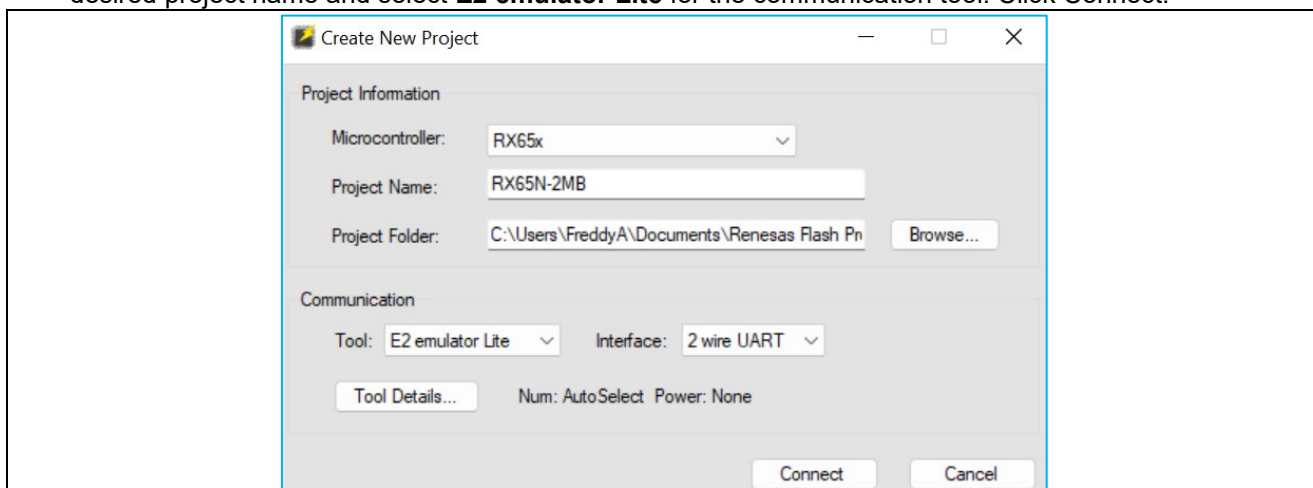 desired project name and select E2 emulator Lite for the communication tool. Click Connect.
Create New Project
Project Information
Microcontroller: RX65x
Project Name: RX65N-2MB
Project Folder: C:\Users\FreddyA\Documents\Renesas Flash Pr Browse...
Communication
Tool: E2 emulator Lite Interface: 2 wire UART
Tool Details... Num: AutoSelect Power: None
Connect Cancel